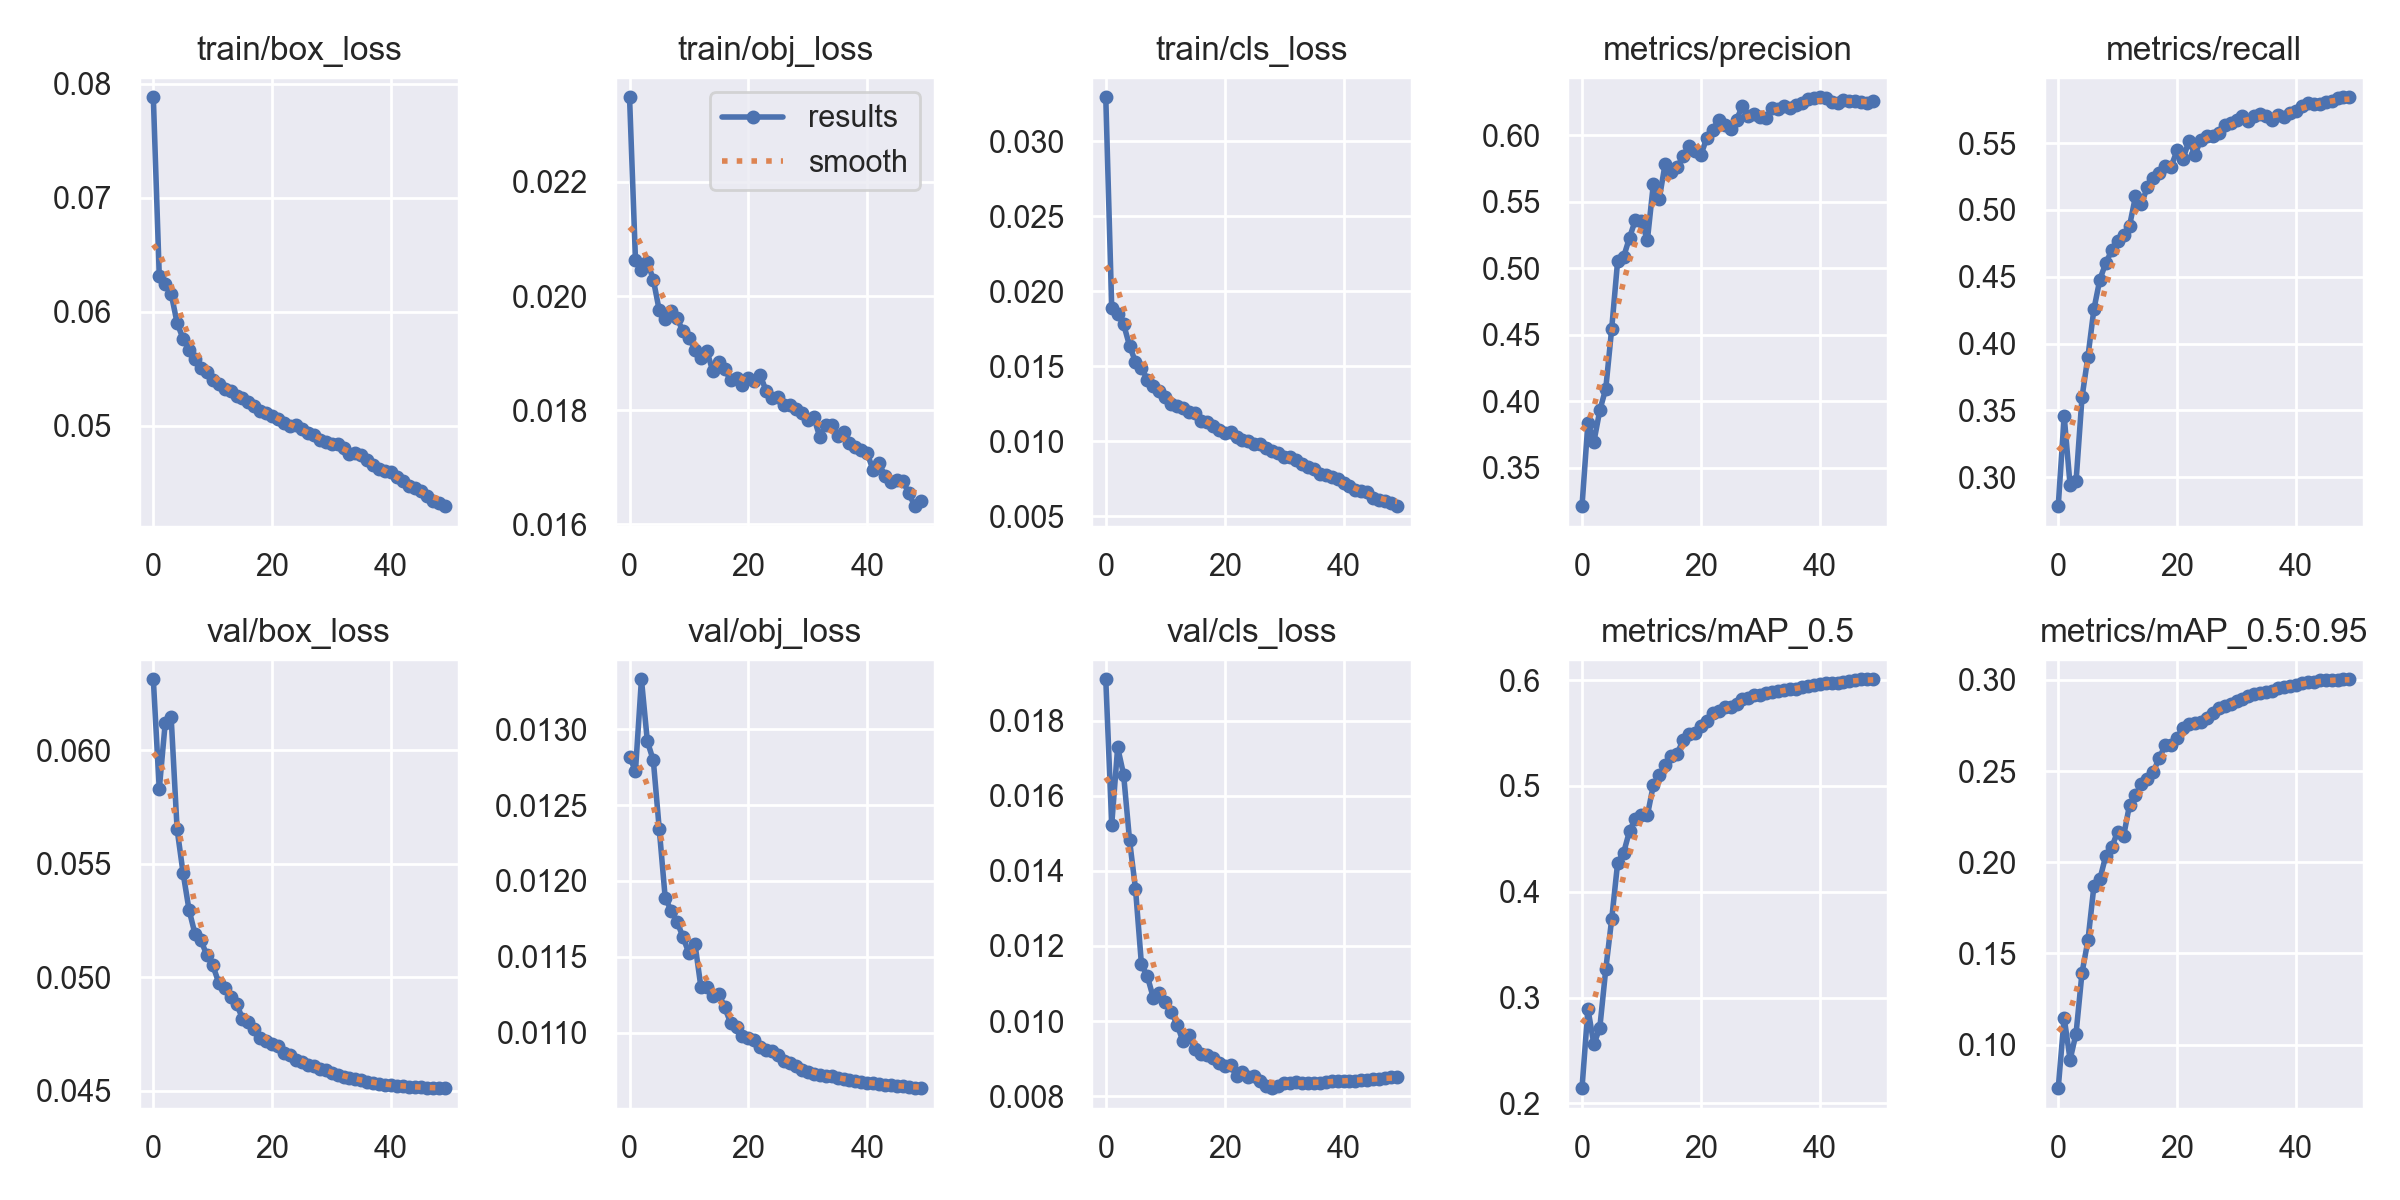 train/box_loss
0.08
0.07
0.06
0.05
0 20 40
train/obj_loss
results
smooth
0.022
0.020
0.018
0.016
0 20 40
train/cls_loss
0.030
0.025
0.020
0.015
0.010
0.005
0 20 40
metrics/precision
0.60
0.55
0.50
0.45
0.40
0.35
0 20 40
metrics/recall
0.55
0.50
0.45
0.40
0.35
0.30
0 20 40
val/box_loss
0.060
0.055
0.050
0.045
0 20 40
val/obj_loss
0.0130
0.0125
0.0120
0.0115
0.0110
0 20 40
val/cls_loss
0.018
0.016
0.014
0.012
0.010
0.008
0 20 40
metrics/mAP_0.5
0.6
0.5
0.4
0.3
0.2
0 20 40
metrics/mAP_0.5:0.95
0.30
0.25
0.20
0.15
0.10
0 20 40